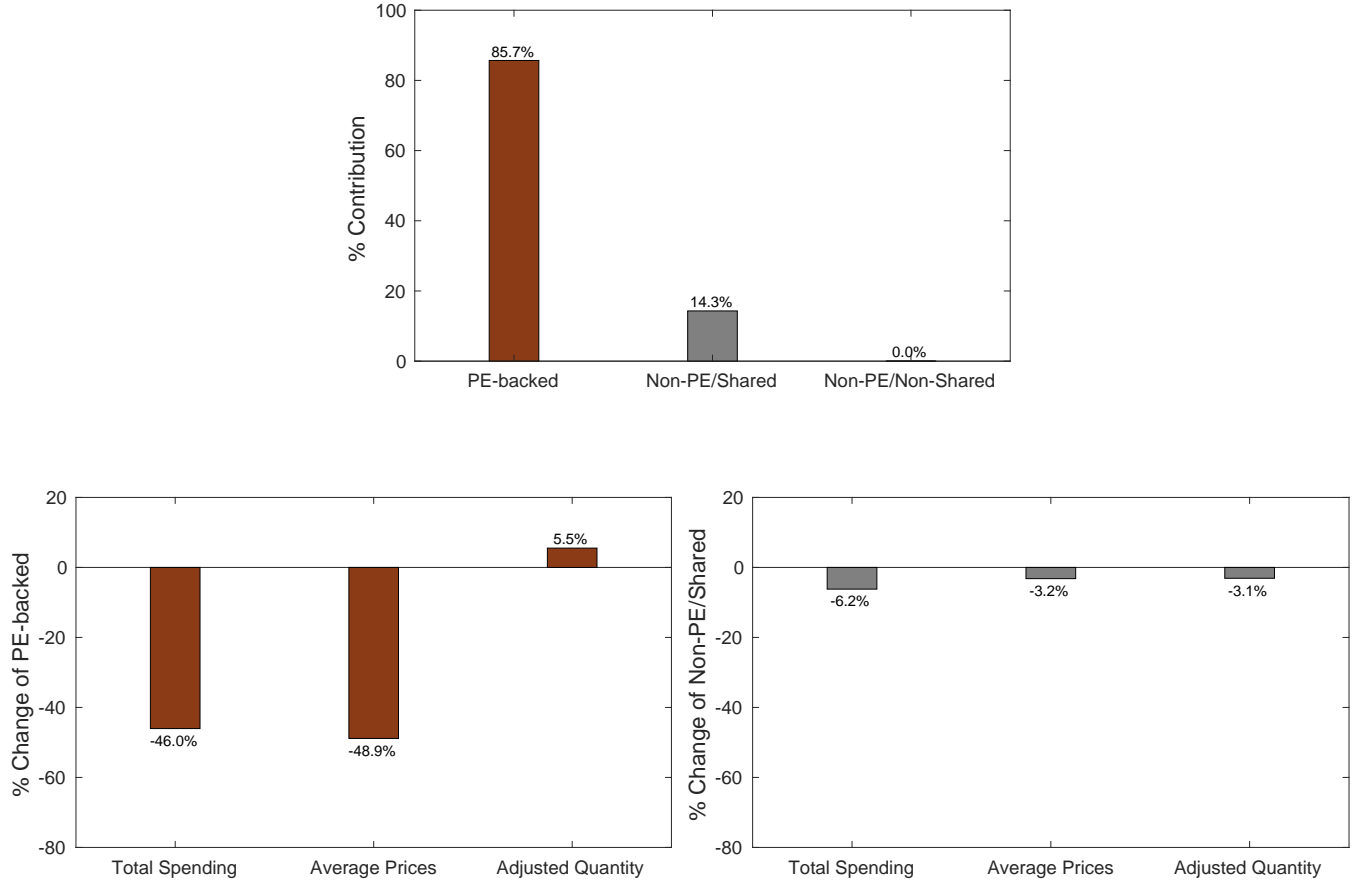 % Contribution
100
80
60
40
20
0
85.7%
14.3%
0.0%
PE-backed
Non-PE/Shared
Non-PE/Non-Shared
% Change of PE-backed
20
0
-20
-40
-60
-80
-46.0%
-48.9%
5.5%
Total Spending
Average Prices
Adjusted Quantity
% Change of Non-PE/Shared
20
0
-20
-40
-60
-80
-6.2%
-3.2%
-3.1%
Total Spending
Average Prices
Adjusted Quantity